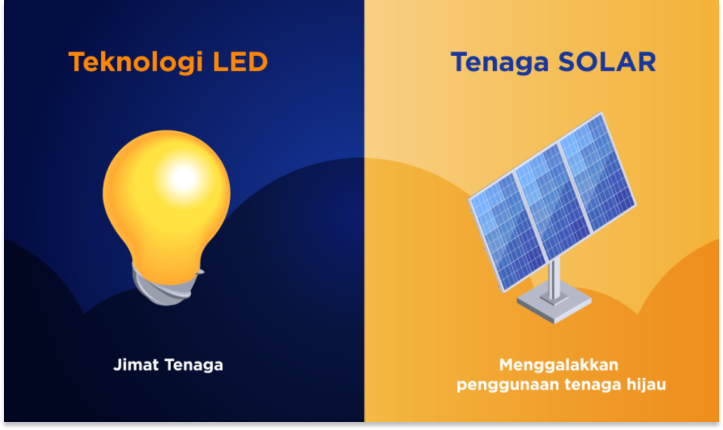 Teknologi LED
Tenaga SOLAR
Jimat Tenaga
Menggalakkan
penggunaan tenaga hijau